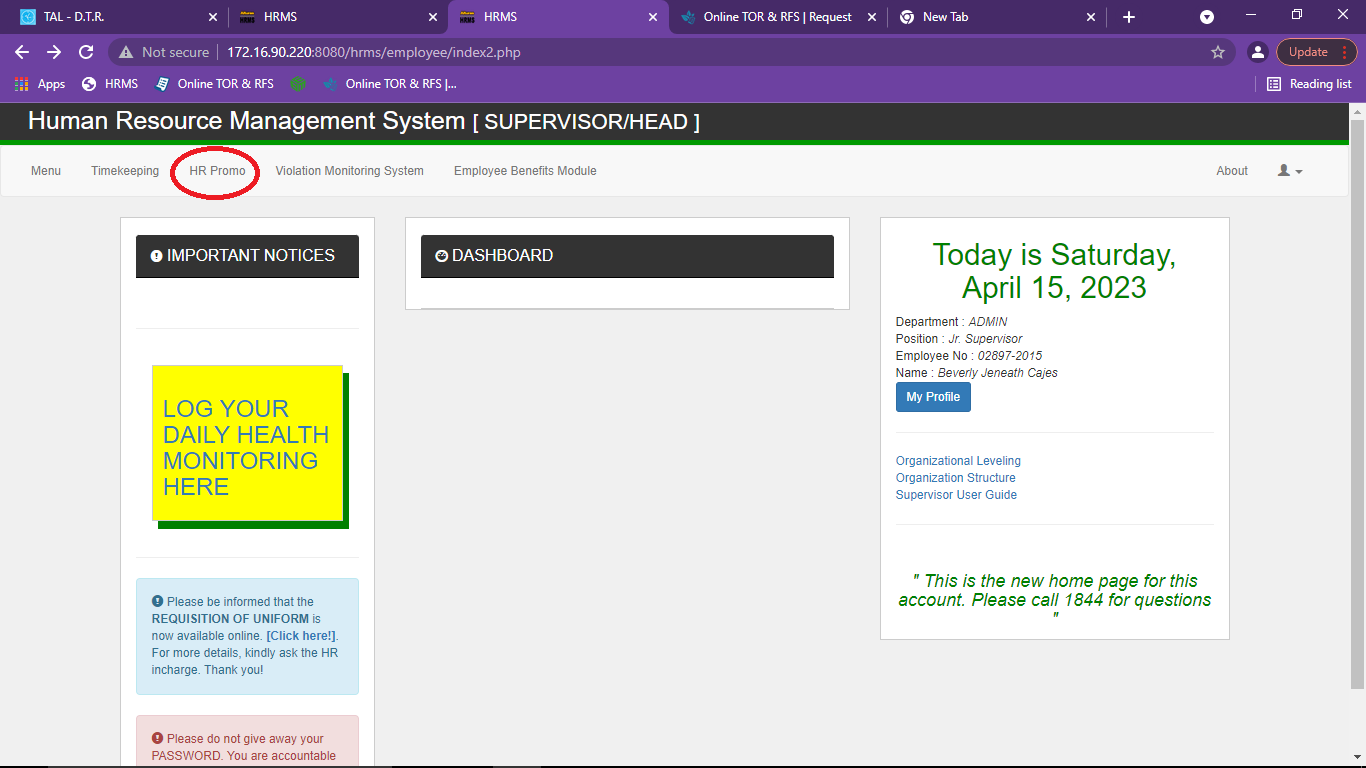 TAL - D.T.R.
HRMS
HRMS
Online TOR & RFS | Request
New Tab
Not secure
172.16.90.220:8080/hrms/employee/index2.php
Update
Apps
HRMS
Online TOR & RFS
Online TOR & RFS |...
Reading list
Human Resource Management System [ SUPERVISOR/HEAD ]
Menu
Timekeeping
HR Promo
Violation Monitoring System
Employee Benefits Module
About
IMPORTANT NOTICES
LOG YOUR
DAILY HEALTH
MONITORING
HERE
Please be informed that the
REQUISITION OF UNIFORM is
now available online. [Click here!].
For more details, kindly ask the HR
incharge. Thank you!
Please do not give away your
PASSWORD. You are accountable
DASHBOARD
Today is Saturday,
April 15, 2023
Department : ADMIN
Position : Jr. Supervisor
Employee No : 02897-2015
Name : Beverly Jeneath Cajes
My Profile
Organizational Leveling
Organization Structure
Supervisor User Guide
" This is the new home page for this
account. Please call 1844 for questions
"